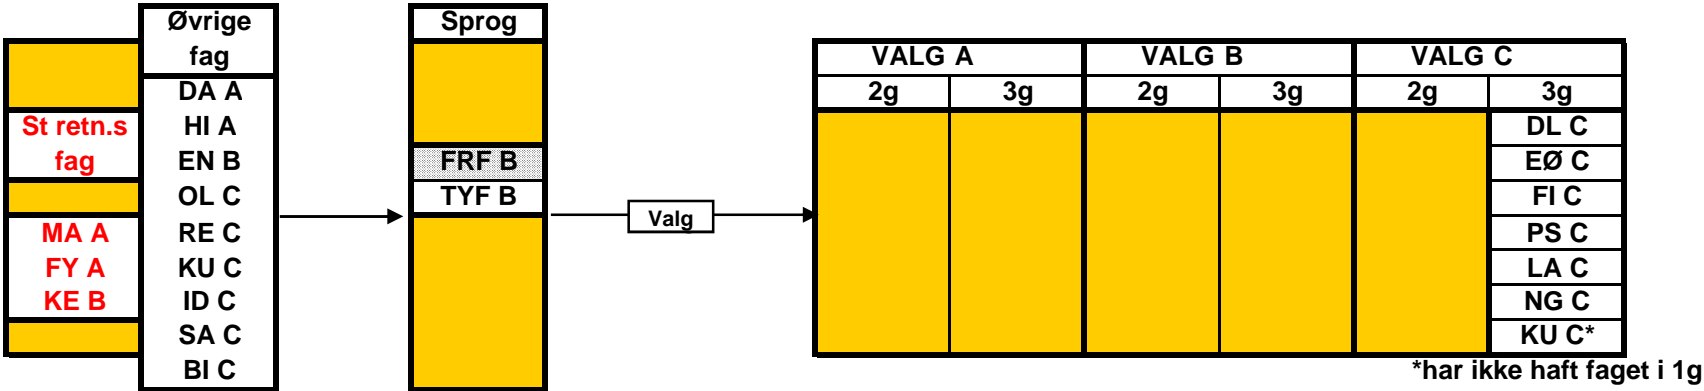 St retn.s
fag
MA A
FY A
KE B
Øvrige
fag
DA A
HI A
EN B
OL C
RE C
KU C
ID C
SA C
BI C
Sprog
FRF B
TYF B
Valg
VALG A VALG B VALG C
2g 3g 2g 3g 2g 3g
DL C
EØ C
FI C
PS C
LA C
NG C
KU C*
*har ikke haft faget i 1g